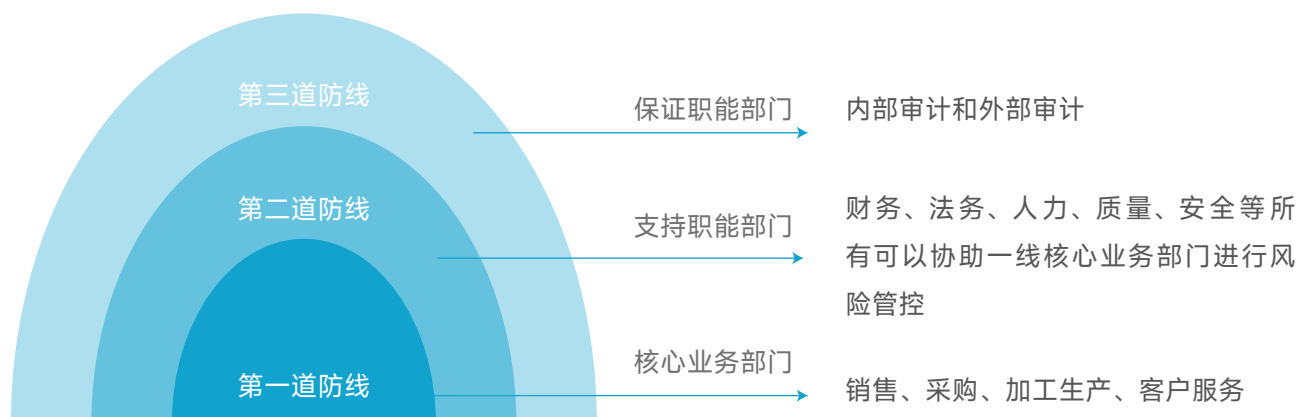 第三道防线
保证职能部门
内部审计和外部审计
第二道防线
支持职能部门
财务、法务、人力、质量、安全等所
有可以协助一线核心业务部门进行风
险管控
第一道防线
核心业务部门
销售、采购、加工生产、客户服务